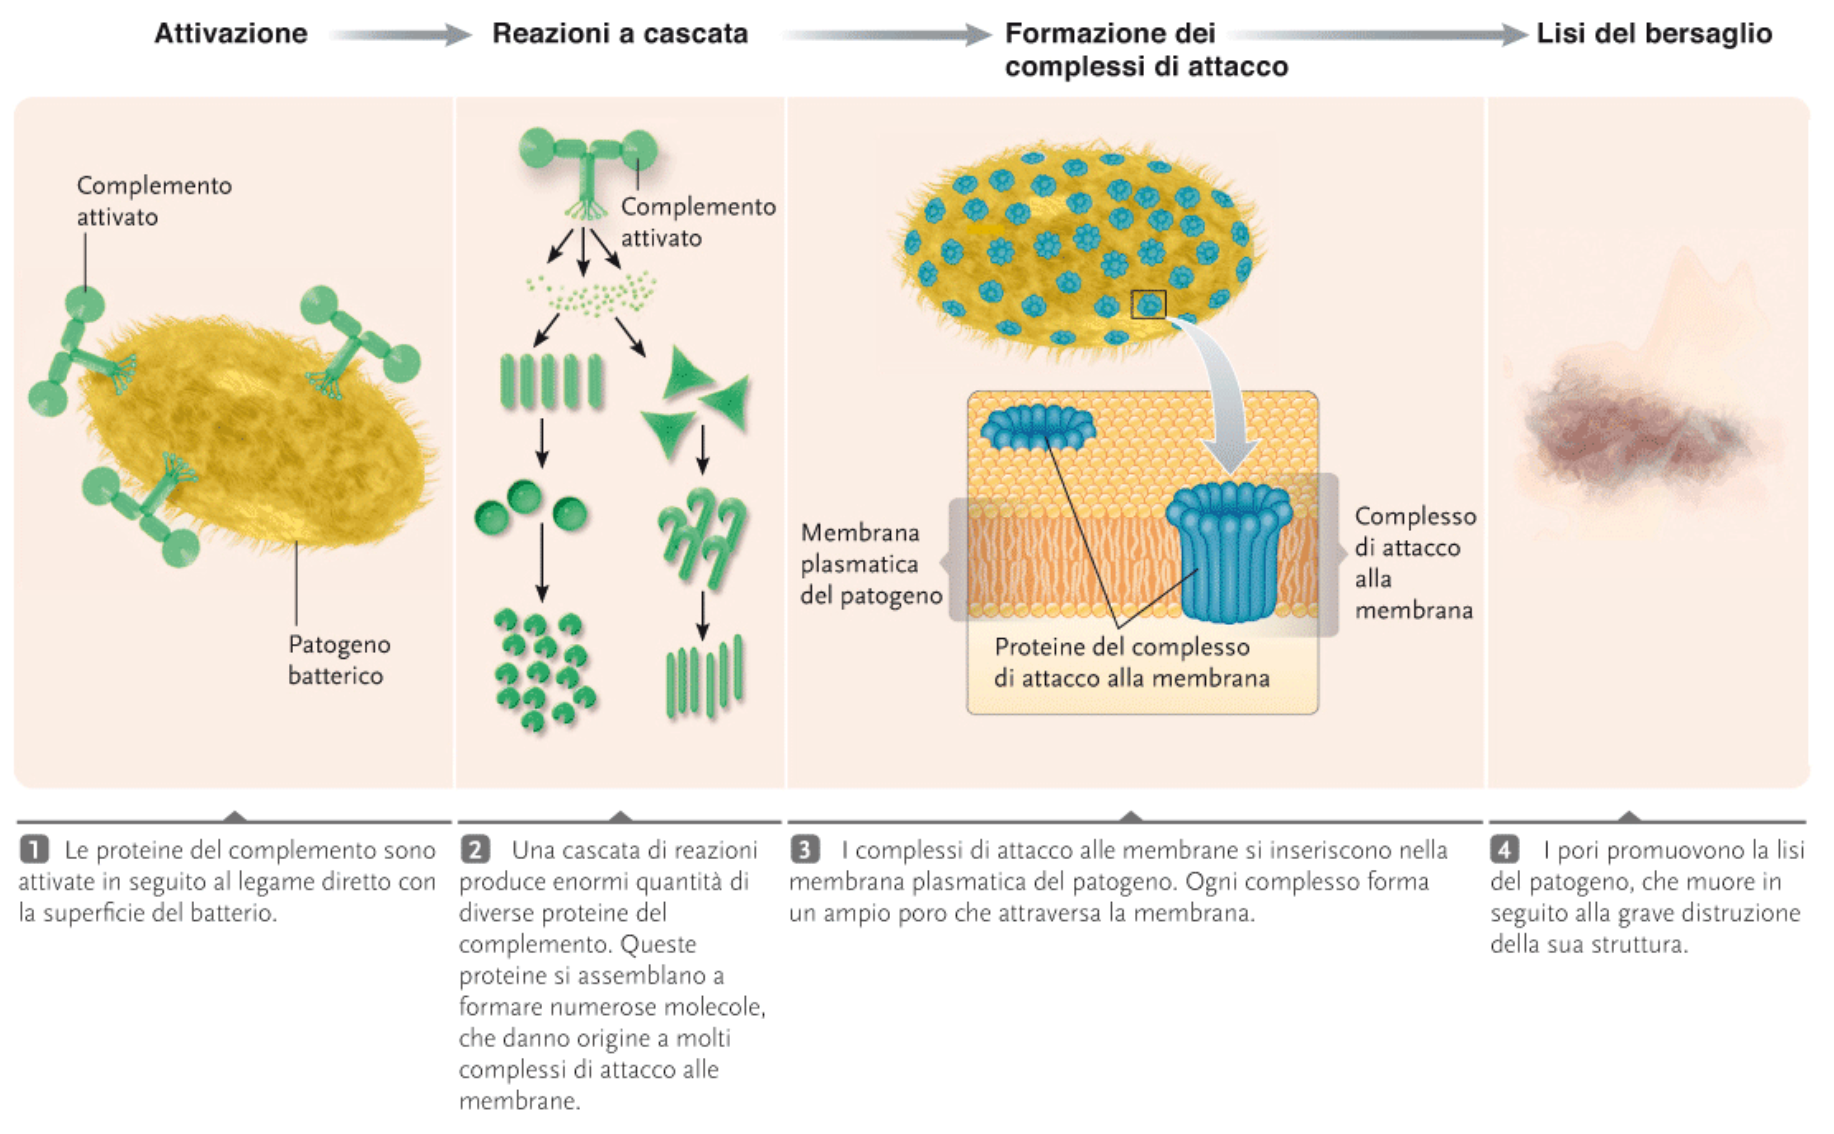 Attivazione
Reazioni a cascata
Formazione dei
complessi di attacco
Lisi del bersaglio
Complemento
attivato
Patogeno
batterico
Complemento
attivato
Membrana
plasmatica
del patogeno
Complesso
di attacco
alla
membrana
Proteine del complesso
di attacco alla membrana
1 Le proteine del complemento sono
attivate in seguito al legame diretto con
la superficie del batterio.
2 Una cascata di reazioni
produce enormi quantità di
diverse proteine del
complemento. Queste
proteine si assemblano a
formare numerose molecole,
che danno origine a molti
complessi di attacco alle
membrane.
3 I complessi di attacco alle membrane si inseriscono nella
membrana plasmatica del patogeno. Ogni complesso forma
un ampio poro che attraversa la membrana.
4 I pori promuovono la lisi
del patogeno, che muore in
seguito alla grave distruzione
della sua struttura.